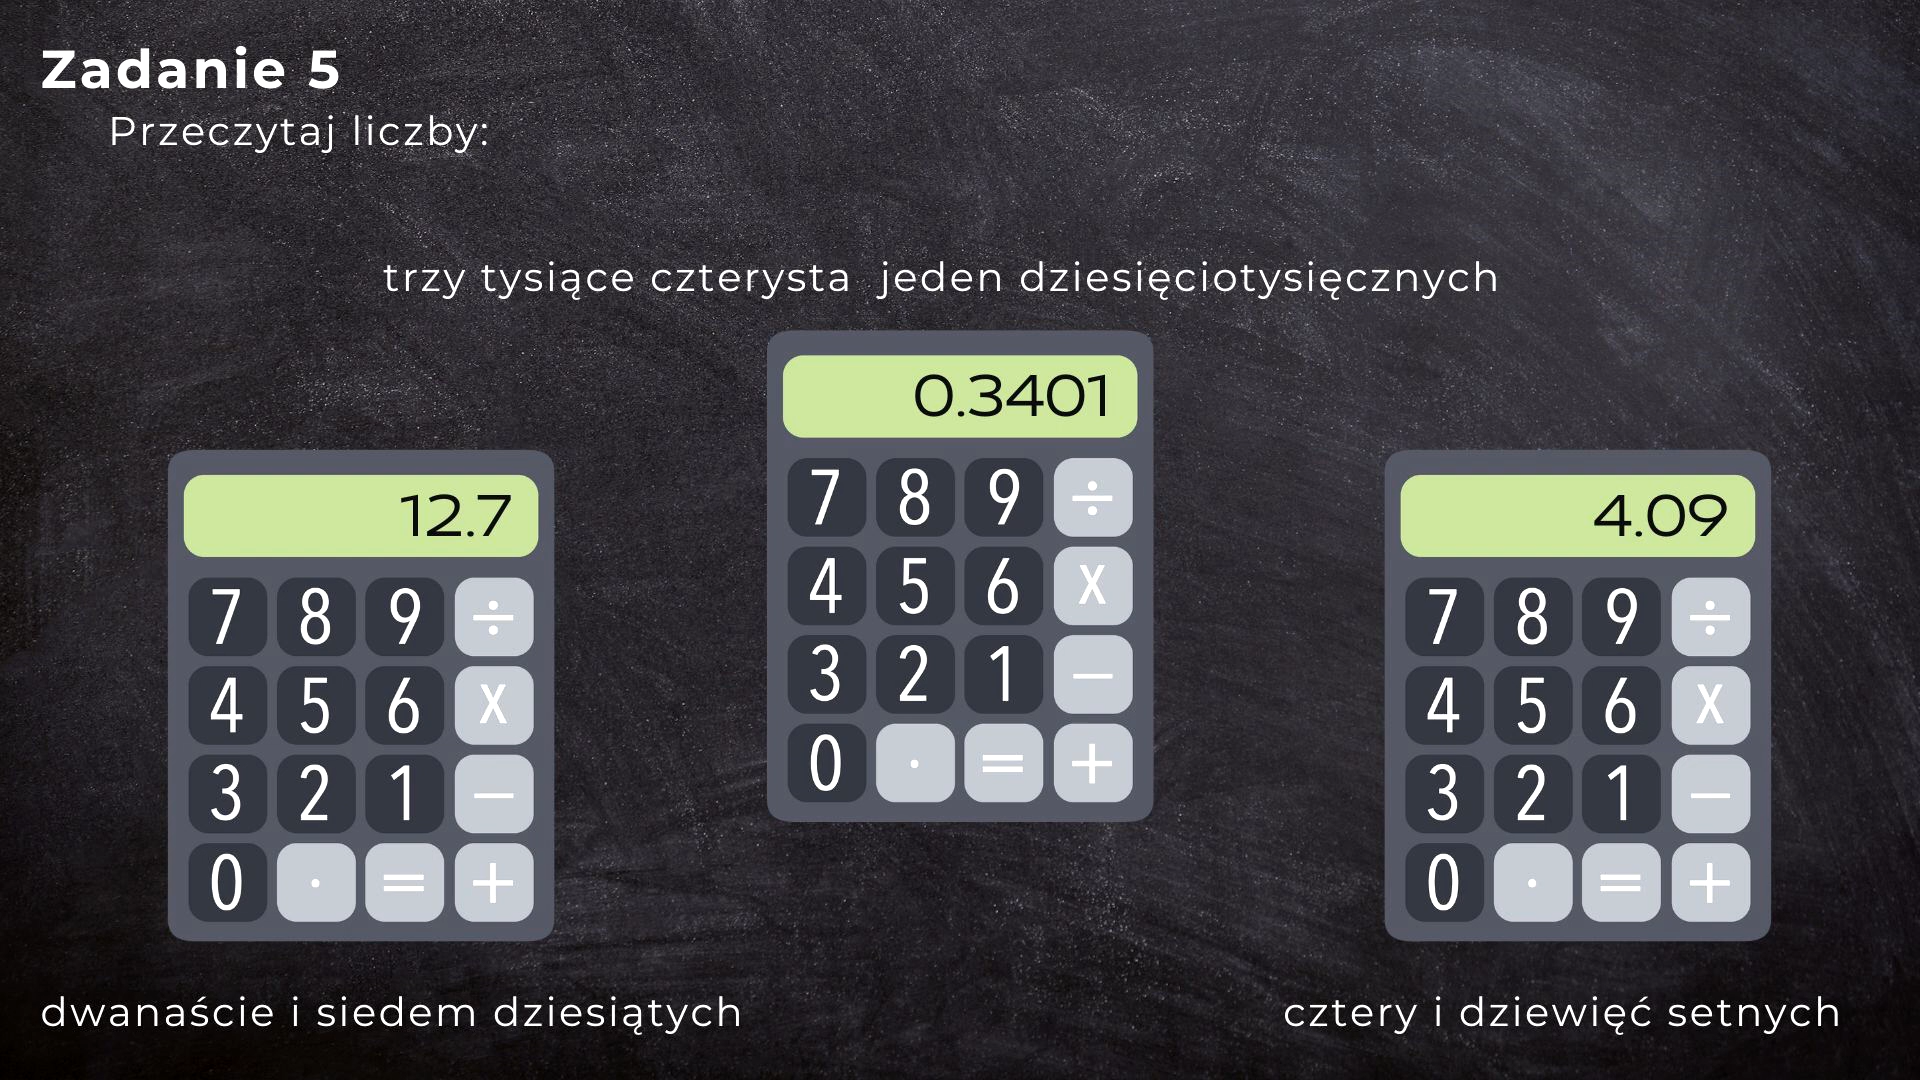 Zadanie 5
Przeczytaj liczby:
trzy tysiące czterysta  jeden dziesięciotysięcznych
0.3401
7 8 9 ÷
4 5 6 X
3 2 1 −
0 · = +
12.7
7 8 9 ÷
4 5 6 X
3 2 1 −
0 · = +
dwanaście i siedem dziesiątych
4.09
7 8 9 ÷
4 5 6 X
3 2 1 −
0 · = +
cztery i dziewięć setnych